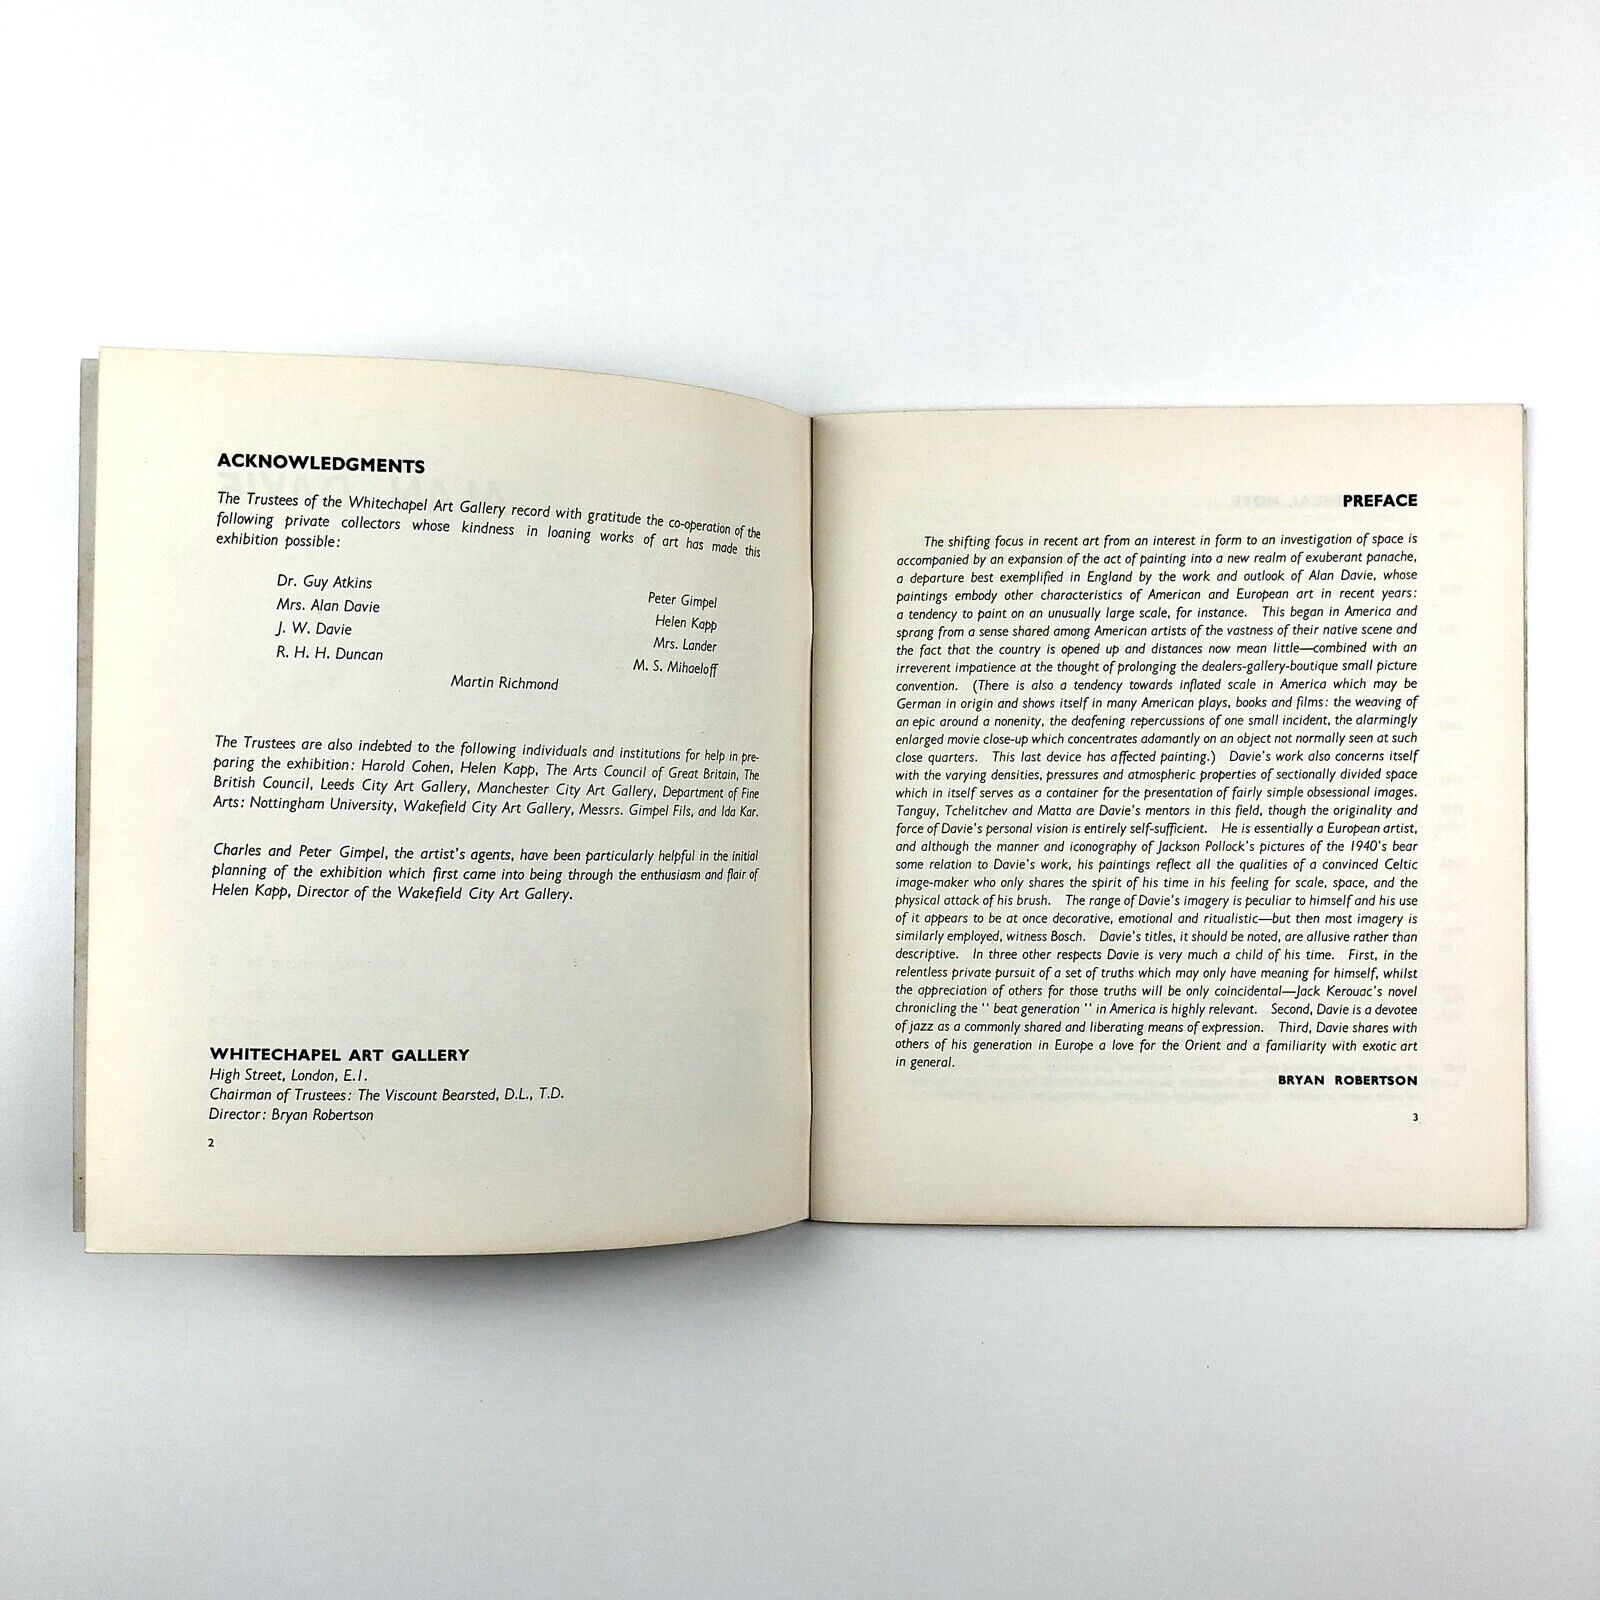 ACKNOWLEDGMENTS
The Trustees of the Whitechapel Art Gallery record with gratitude the co-operation of the
following private collectors whose kindness in loaning works of art has made this
exhibition possible:
Dr. Guy Atkins
Mrs. Alan Davie
J. W. Davie
R. H. H. Duncan
Peter Gimpel
Helen Kapp
Mrs. Lander
M. S. Mihaeloff
Martin Richmond
The Trustees are also indebted to the following individuals and institutions for help in pre-
paring the exhibition: Harold Cohen, Helen Kapp, The Arts Council of Great Britain, The
British Council, Leeds City Art Gallery, Manchester City Art Gallery, Department of Fine
Arts: Nottingham University, Wakefield City Art Gallery, Messrs. Gimpel Fils, and Ida Kar.
Charles and Peter Gimpel, the artist's agents, have been particularly helpful in the initial
planning of the exhibition which first came into being through the enthusiasm and flair of
Helen Kapp, Director of the Wakefield City Art Gallery.
WHITECHAPEL ART GALLERY
High Street, London, E.1.
Chairman of Trustees: The Viscount Bearsted, D.L., T.D.
Director: Bryan Robertson
2
PREFACE
The shifting focus in recent art from an interest in form to an investigation of space is
accompanied by an expansion of the act of painting into a new realm of exuberant panache,
a departure best exemplified in England by the work and outlook of Alan Davie, whose
paintings embody other characteristics of American and European art in recent years:
a tendency to paint on an unusually large scale, for instance. This began in America and
sprang from a sense shared among American artists of the vastness of their native scene and
the fact that the country is opened up and distances now mean little—combined with an
irreverent impatience at the thought of prolonging the dealers-gallery-boutique small picture
convention. (There is also a tendency towards inflated scale in America which may be
German in origin and shows itself in many American plays, books and films: the weaving of
an epic around a nonenity, the deafening repercussions of one small incident, the alarmingly
enlarged movie close-up which concentrates adamantly on an object not normally seen at such
close quarters. This last device has affected painting.) Davie's work also concerns itself
with the varying densities, pressures and atmospheric properties of sectionally divided space
which in itself serves as a container for the presentation of fairly simple obsessional images.
Tanguy, Tchelitchev and Matta are Davie's mentors in this field, though the originality and
force of Davie's personal vision is entirely self-sufficient. He is essentially a European artist,
and although the manner and iconography of Jackson Pollock's pictures of the 1940's bear
some relation to Davie's work, his paintings reflect all the qualities of a convinced Celtic
image-maker who only shares the spirit of his time in his feeling for scale, space, and the
physical attack of his brush. The range of Davie's imagery is peculiar to himself and his use
of it appears to be at once decorative, emotional and ritualistic—but then most imagery is
similarly employed, witness Bosch. Davie's titles, it should be noted, are allusive rather than
descriptive. In three other respects Davie is very much a child of his time. First, in the
relentless private pursuit of a set of truths which may only have meaning for himself, whilst
the appreciation of others for those truths will be only coincidental—Jack Kerouac's novel
chronicling the "beat generation" in America is highly relevant. Second, Davie is a devotee
of jazz as a commonly shared and liberating means of expression. Third, Davie shares with
others of his generation in Europe a love for the Orient and a familiarity with exotic art
in general.
BRYAN ROBERTSON
3